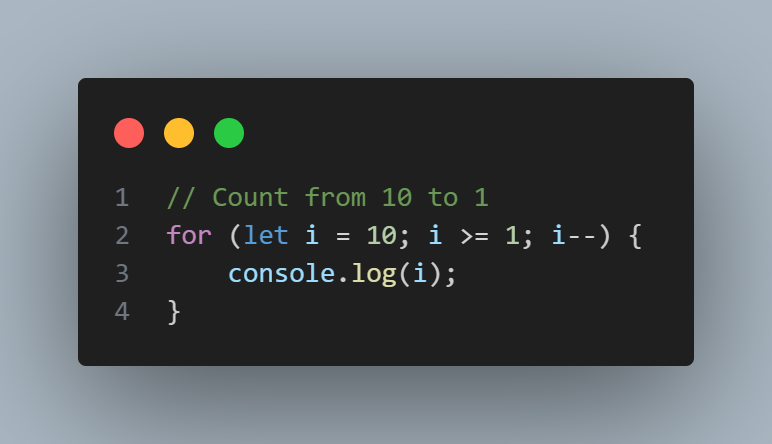 1 // Count from 10 to 1
2 for (let i = 10; i >= 1; i--) {
3     console.log(i);
4 }